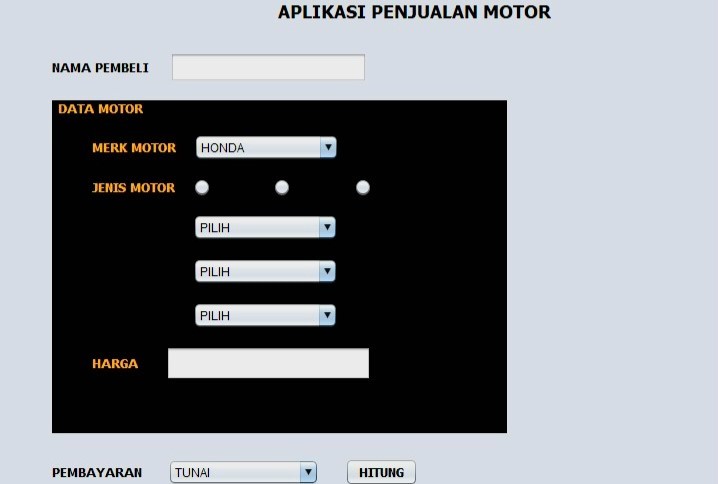 APLIKASI PENJUALAN MOTOR
NAMA PEMBELI
DATA MOTOR
MERK MOTOR HONDA
JENIS MOTOR
PILIH
PILIH
PILIH
HARGA
PEMBAYARAN TUNAI HITUNG